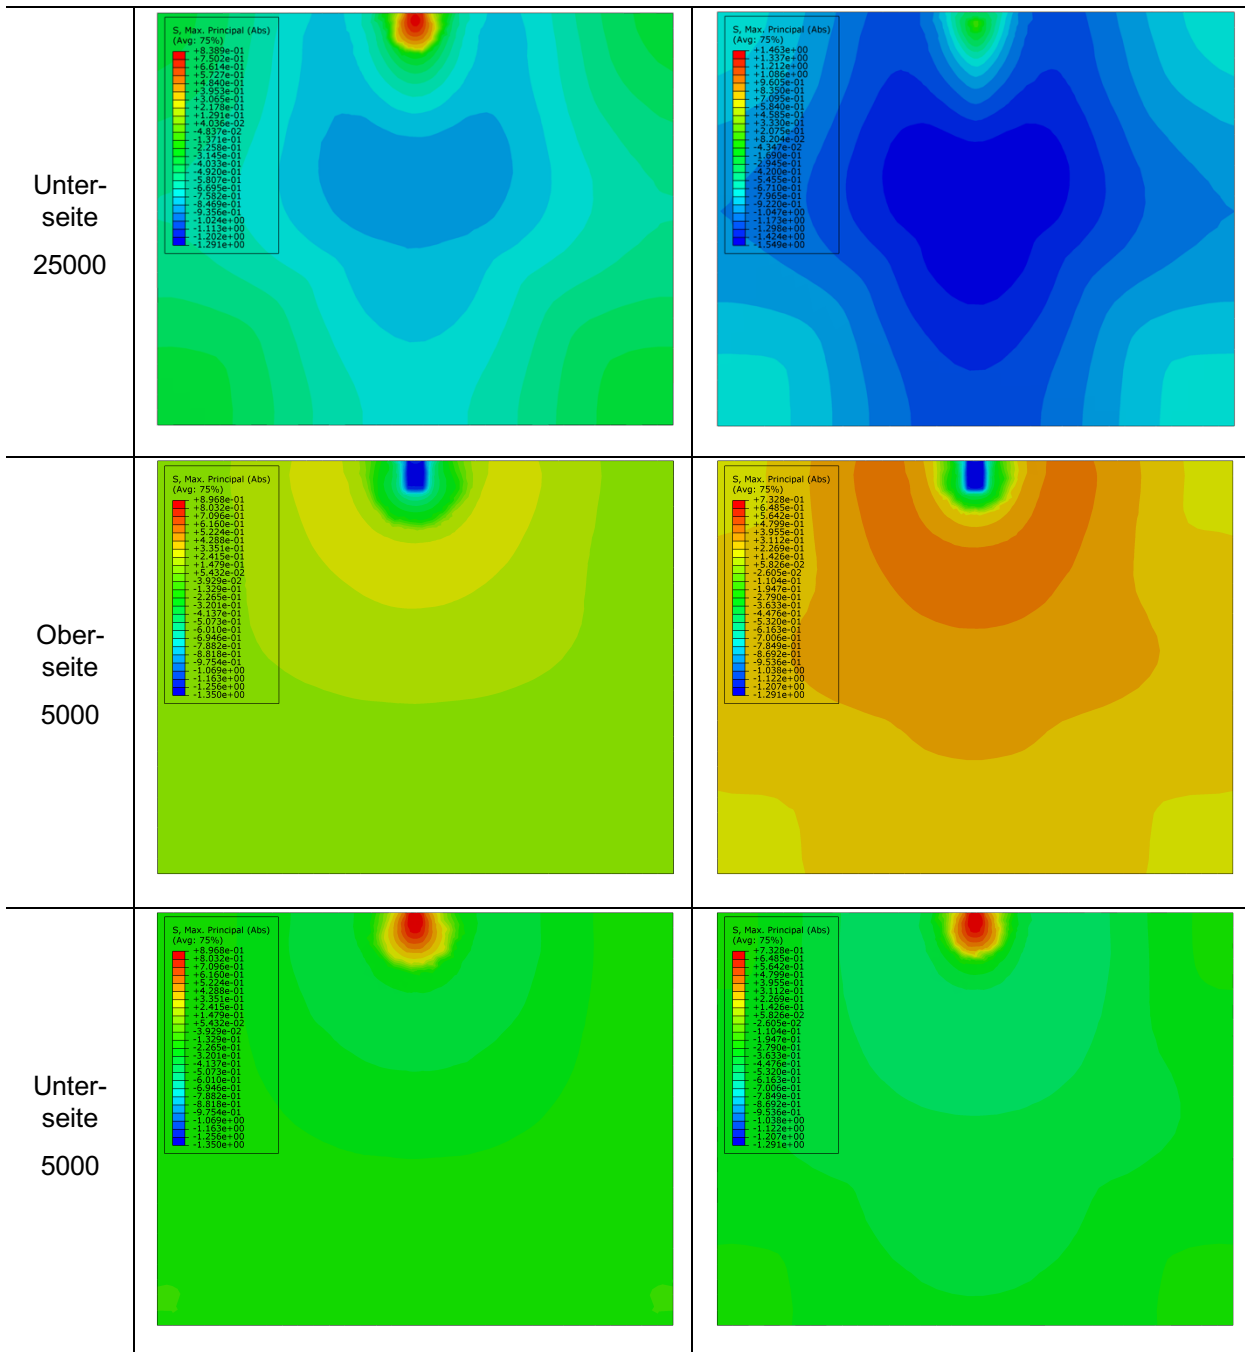 Unter-
seite
25000
S, Max. Principal (Abs)
(Avg: 75%)
+8.389e-01
+7.502e-01
+6.614e-01
+5.727e-01
+4.840e-01
+3.953e-01
+3.065e-01
+2.178e-01
+1.291e-01
+4.036e-02
-4.837e-02
-1.371e-01
-2.258e-01
-3.145e-01
-4.033e-01
-4.920e-01
-5.807e-01
-6.695e-01
-7.582e-01
-8.469e-01
-9.356e-01
-1.024e+00
-1.113e+00
-1.202e+00
-1.291e+00
S, Max. Principal (Abs)
(Avg: 75%)
+1.463e+00
+1.337e+00
+1.212e+00
+1.086e+00
+9.605e-01
+8.350e-01
+7.095e-01
+5.840e-01
+4.585e-01
+3.330e-01
+2.075e-01
+8.204e-02
-4.347e-02
-1.690e-01
-2.945e-01
-4.200e-01
-5.455e-01
-6.710e-01
-7.965e-01
-9.220e-01
-1.047e+00
-1.173e+00
-1.298e+00
-1.424e+00
-1.549e+00
Ober-
seite
5000
S, Max. Principal (Abs)
(Avg: 75%)
+8.968e-01
+8.032e-01
+7.096e-01
+6.160e-01
+5.224e-01
+4.288e-01
+3.351e-01
+2.415e-01
+1.479e-01
+5.432e-02
-3.929e-02
-1.329e-01
-2.265e-01
-3.201e-01
-4.137e-01
-5.073e-01
-6.010e-01
-6.946e-01
-7.882e-01
-8.818e-01
-9.754e-01
-1.069e+00
-1.163e+00
-1.256e+00
-1.350e+00
S, Max. Principal (Abs)
(Avg: 75%)
+7.328e-01
+6.485e-01
+5.642e-01
+4.799e-01
+3.955e-01
+3.112e-01
+2.269e-01
+1.426e-01
+5.826e-02
-2.605e-02
-1.104e-01
-1.947e-01
-2.790e-01
-3.633e-01
-4.476e-01
-5.320e-01
-6.163e-01
-7.006e-01
-7.849e-01
-8.692e-01
-9.536e-01
-1.038e+00
-1.122e+00
-1.207e+00
-1.291e+00
Unter-
seite
5000
S, Max. Principal (Abs)
(Avg: 75%)
+8.968e-01
+8.032e-01
+7.096e-01
+6.160e-01
+5.224e-01
+4.288e-01
+3.351e-01
+2.415e-01
+1.479e-01
+5.432e-02
-3.929e-02
-1.329e-01
-2.265e-01
-3.201e-01
-4.137e-01
-5.073e-01
-6.010e-01
-6.946e-01
-7.882e-01
-8.818e-01
-9.754e-01
-1.069e+00
-1.163e+00
-1.256e+00
-1.350e+00
S, Max. Principal (Abs)
(Avg: 75%)
+7.328e-01
+6.485e-01
+5.642e-01
+4.799e-01
+3.955e-01
+3.112e-01
+2.269e-01
+1.426e-01
+5.826e-02
-2.605e-02
-1.104e-01
-1.947e-01
-2.790e-01
-3.633e-01
-4.476e-01
-5.320e-01
-6.163e-01
-7.006e-01
-7.849e-01
-8.692e-01
-9.536e-01
-1.038e+00
-1.122e+00
-1.207e+00
-1.291e+00